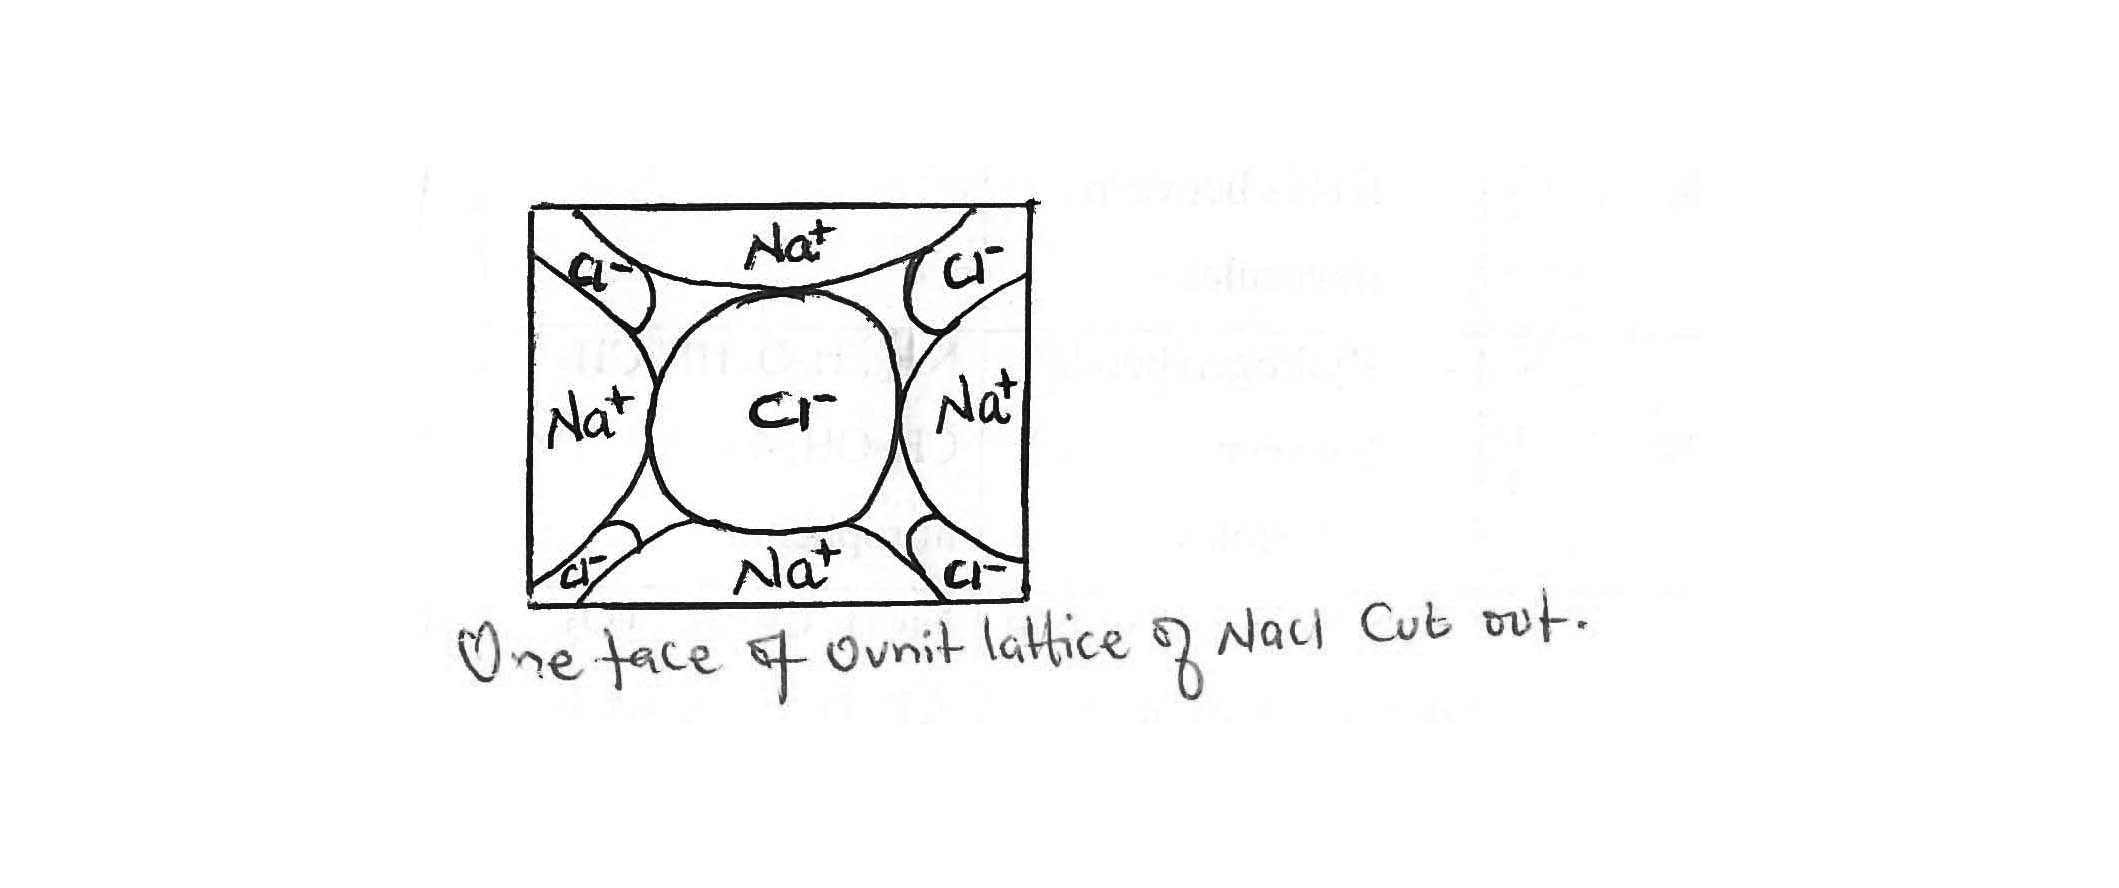 Na⁺
Cl⁻ Cl⁻
Na⁺ Cl⁻ Na⁺
Cl⁻ Na⁺ Cl⁻
One face of unit lattice of NaCl Cut out.